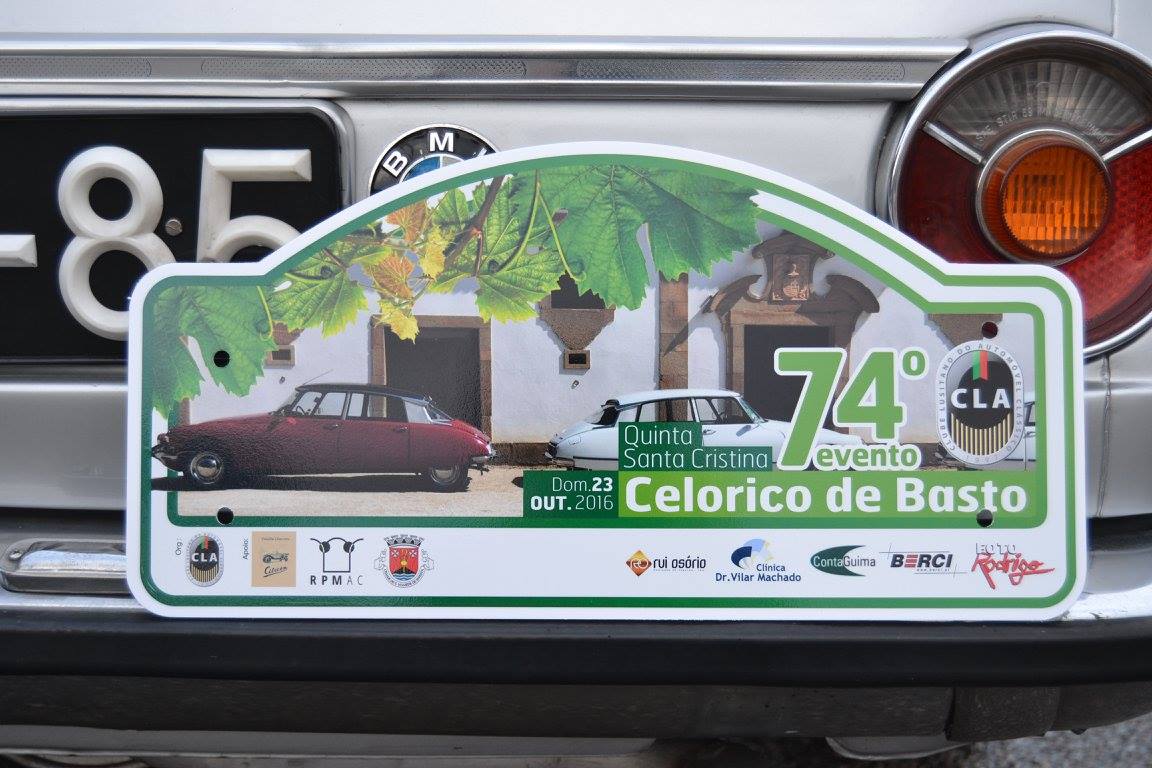 -85
BM
74º
evento
CLUBE LUSITANO DO AUTOMÓVEL CLÁSSICO
CLA
Quinta
Santa Cristina
Dom.23
OUT.2016
Celorico de Basto
Org:
CLA
Apoio:
Citroën
RPMAC
rui osório
Clínica
Dr.Vilar Machado
ContaGuima
BERCI
FOTO
Rodrigo